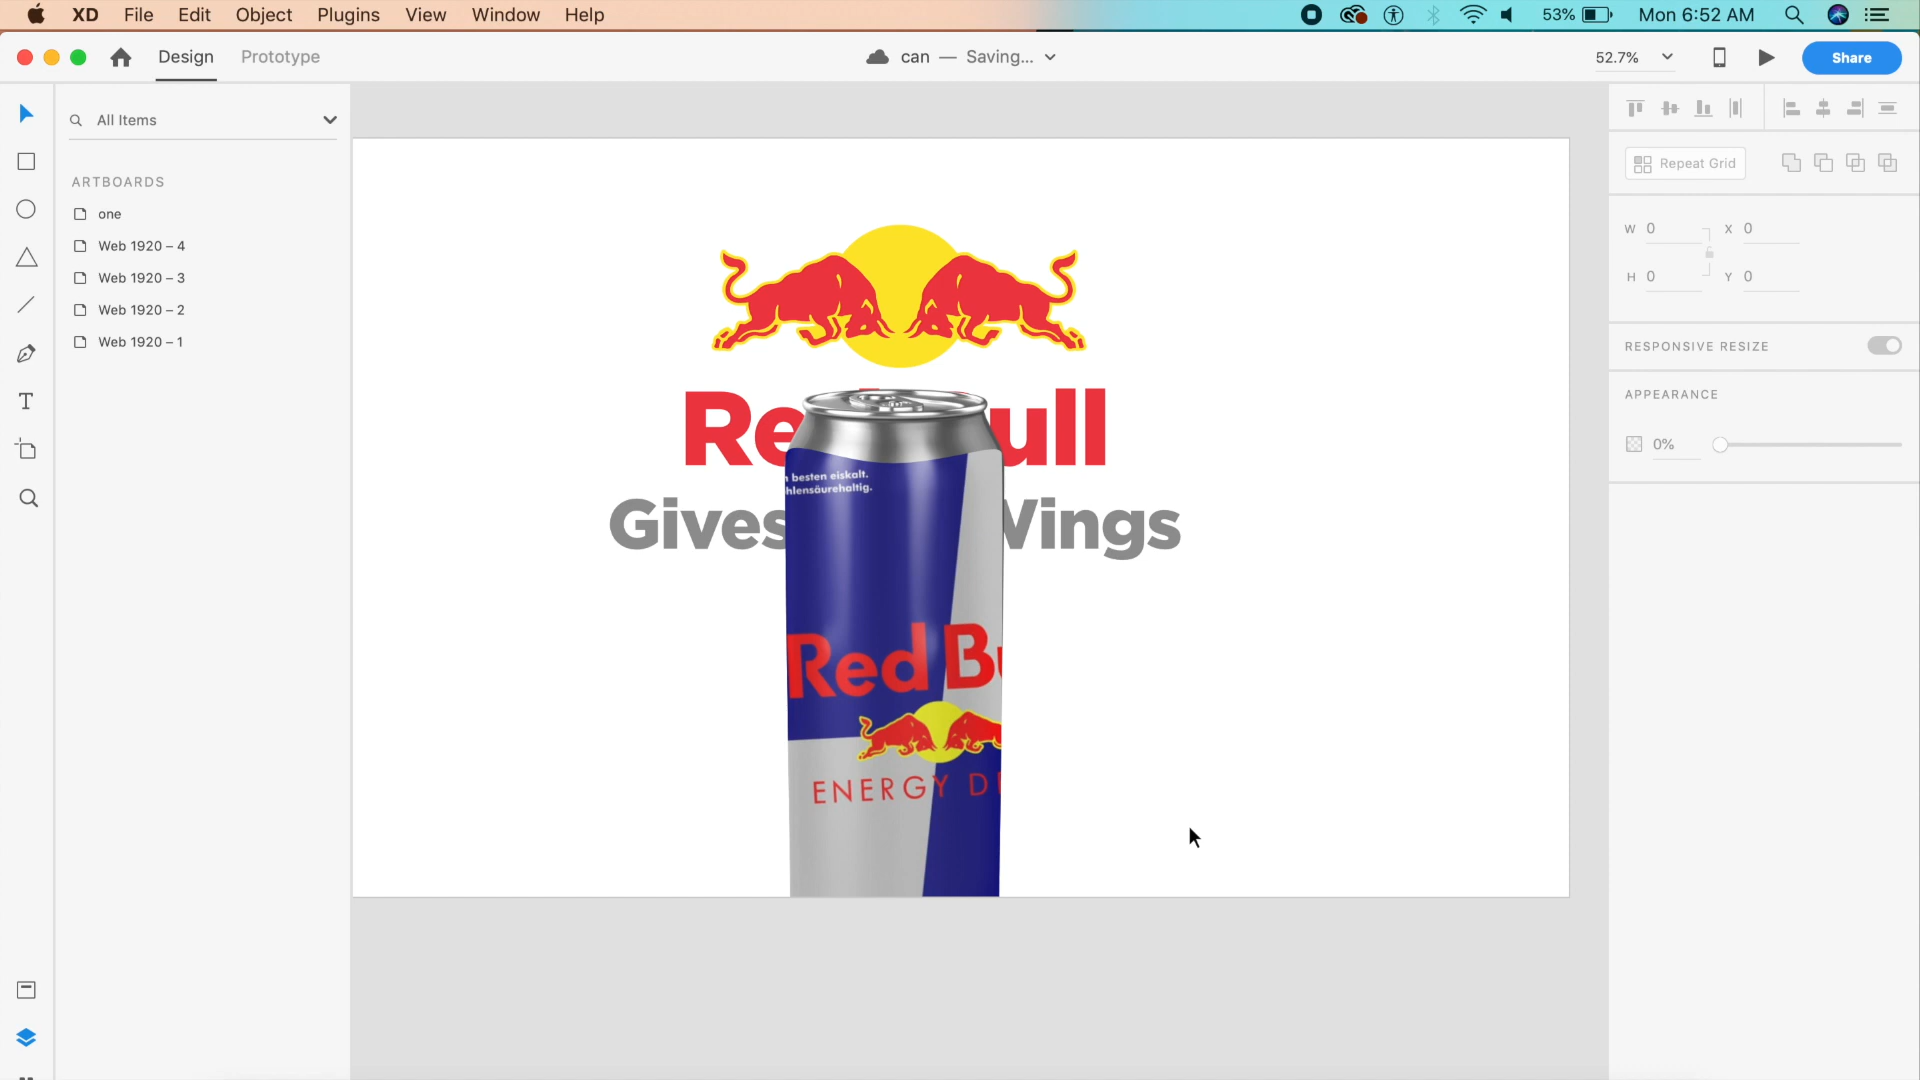 XD File Edit Object Plugins View Window Help 53% Mon 6:52 AM
Design Prototype can — Saving... 52.7% Share
All Items
ARTBOARDS
one
Web 1920 – 4
Web 1920 – 3
Web 1920 – 2
Web 1920 – 1
Re ull
Gives ings
besten eiskalt.
hlensäurehaltig.
Red B
ENERGY D
Repeat Grid
W 0 X 0
H 0 Y 0
RESPONSIVE RESIZE
APPEARANCE
0%